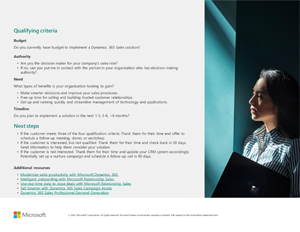 Qualifying criteria
Budget
Do you currently have budget to implement a Dynamics 365 Sales solution?
Authority
• Are you the decision maker for your company's sales role?
• If no, can you put me in contact with the person in your organization who has decision making
authority?
Need
What types of benefits is your organization looking to gain?
• Make smarter decisions and improve your sales processes.
• Free up time for selling and building trusted customer relationships.
• Get up and running quickly and streamline management of technology and applications.
Timeline
Do you plan to implement a solution in the next 1-3, 3-6, +6 months?
Next steps
• If the customer meets three of the four qualification criteria: Thank them for their time and offer to
schedule a follow-up meeting, demo, or workshop.
• If the customer is interested, but not qualified: Thank them for their time and check back in 30 days.
Send information to help them consider your solution.
• If the customer is not interested: Thank them for their time and update your CRM system accordingly.
Potentially set up a nurture campaign and schedule a follow-up call in 90 days.
Additional resources
• Modernize sales productivity with Microsoft Dynamics 365
• Intelligent onboarding with Microsoft Relationship Sales
• Use real-time data to close deals with Microsoft Relationship Sales
• Sell Smarter with Dynamics 365 Sales Campaign Assets
• Dynamics 365 Sales Professional Demand Generation
Microsoft